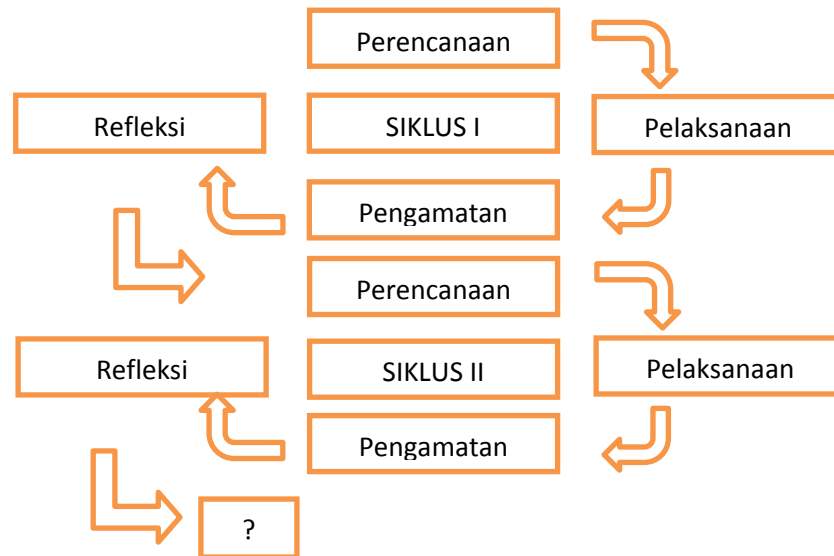 Perencanaan
Refleksi
SIKLUS I
Pelaksanaan
Pengamatan
Perencanaan
Refleksi
SIKLUS II
Pelaksanaan
Pengamatan
?